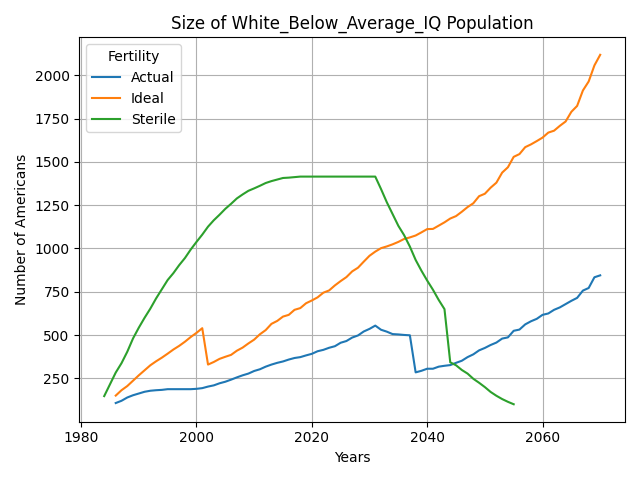 Size of White_Below_Average_IQ Population
Fertility
Actual
Ideal
Sterile
Number of Americans
2000
1750
1500
1250
1000
750
500
250
1980
2000
2020
2040
2060
Years